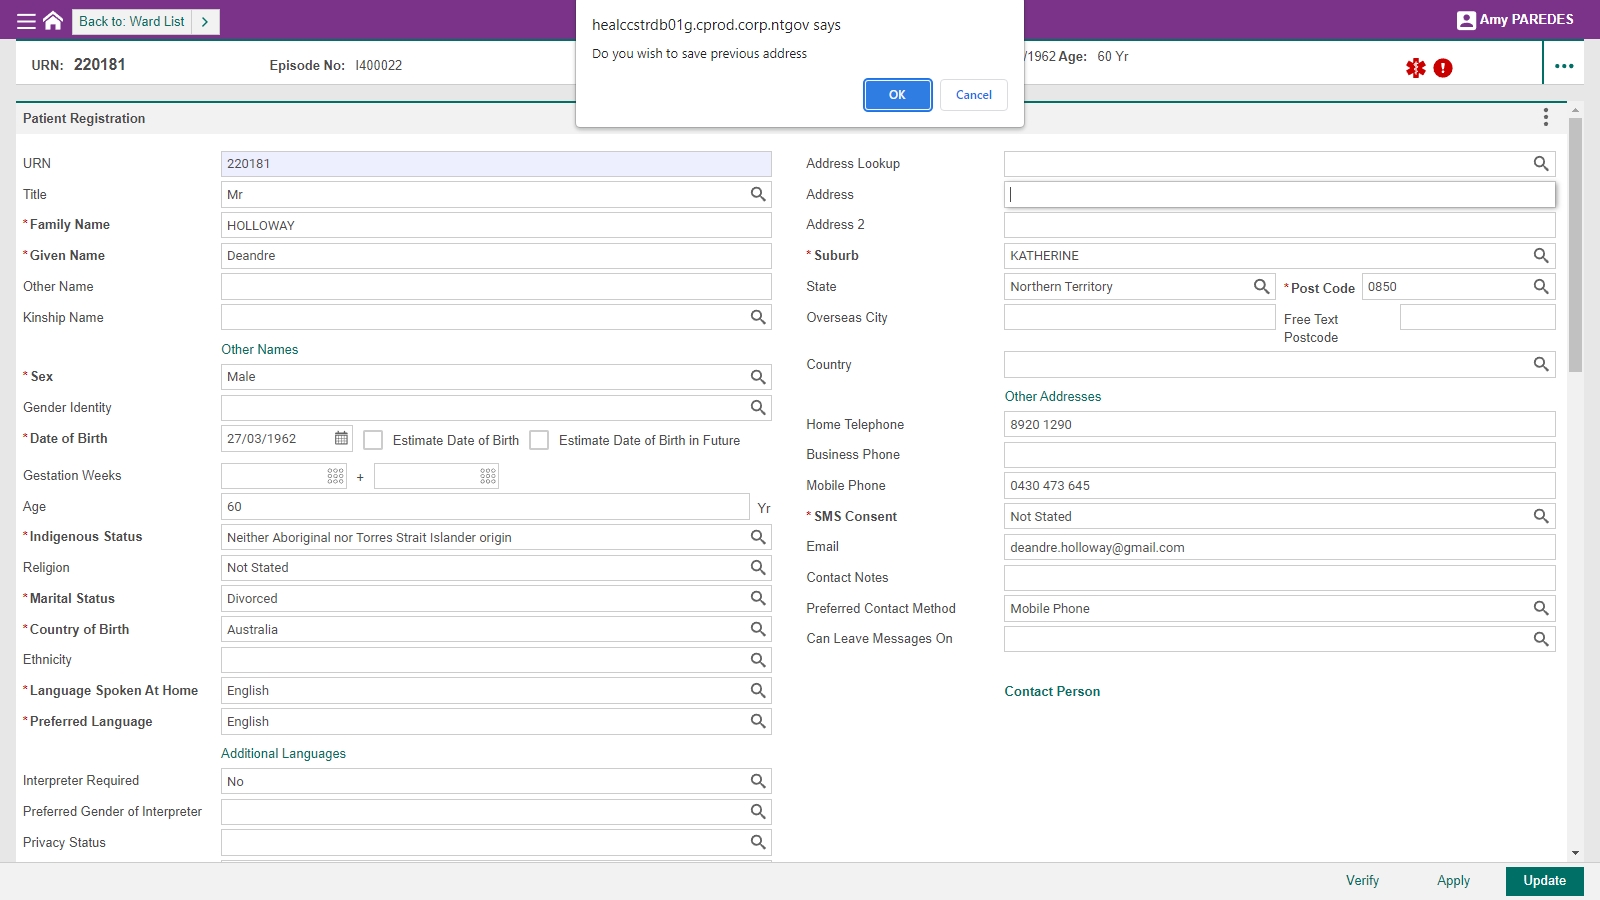 Back to: Ward List
Amy PAREDES
healccstrdb01g.cprod.corp.ntgov says
Do you wish to save previous address
OK
Cancel
URN: 220181
Episode No: I400022
/1962 Age: 60 Yr
Patient Registration
URN
220181
Title
Mr
* Family Name
HOLLOWAY
* Given Name
Deandre
Other Name
Kinship Name
Other Names
* Sex
Male
Gender Identity
* Date of Birth
27/03/1962
Estimate Date of Birth
Estimate Date of Birth in Future
Gestation Weeks
+
Age
60
Yr
* Indigenous Status
Neither Aboriginal nor Torres Strait Islander origin
Religion
Not Stated
* Marital Status
Divorced
* Country of Birth
Australia
Ethnicity
* Language Spoken At Home
English
* Preferred Language
English
Additional Languages
Interpreter Required
No
Preferred Gender of Interpreter
Privacy Status
Address Lookup
Address
Address 2
* Suburb
KATHERINE
State
Northern Territory
* Post Code
0850
Overseas City
Free Text
Postcode
Country
Other Addresses
Home Telephone
8920 1290
Business Phone
Mobile Phone
0430 473 645
* SMS Consent
Not Stated
Email
deandre.holloway@gmail.com
Contact Notes
Preferred Contact Method
Mobile Phone
Can Leave Messages On
Contact Person
Verify
Apply
Update